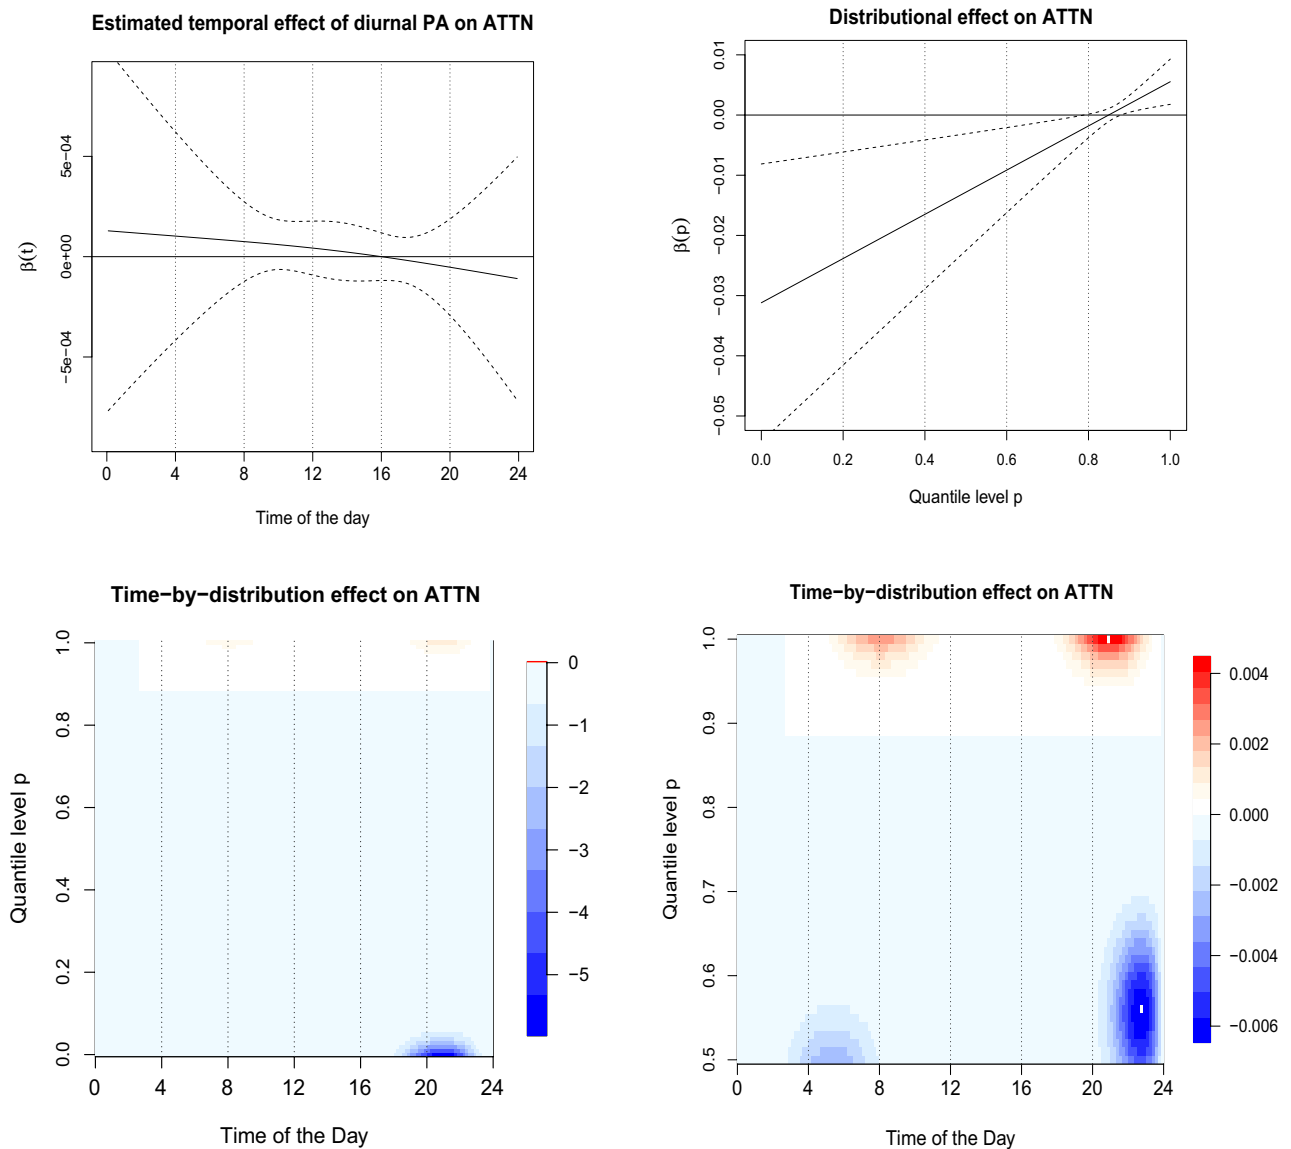 Estimated temporal effect of diurnal PA on ATTN
β(t)
5e−04
0e+00
−5e−04
0 4 8 12 16 20 24
Time of the day
Distributional effect on ATTN
β(p)
0.01
0.00
−0.01
−0.02
−0.03
−0.04
−0.05
0.0 0.2 0.4 0.6 0.8 1.0
Quantile level p
Time−by−distribution effect on ATTN
Quantile level p
1.0
0.8
0.6
0.4
0.2
0.0
0 4 8 12 16 20 24
Time of the Day
0
−1
−2
−3
−4
−5
Time−by−distribution effect on ATTN
Quantile level p
1.0
0.9
0.8
0.7
0.6
0.5
0 4 8 12 16 20 24
Time of the Day
0.004
0.002
0.000
−0.002
−0.004
−0.006